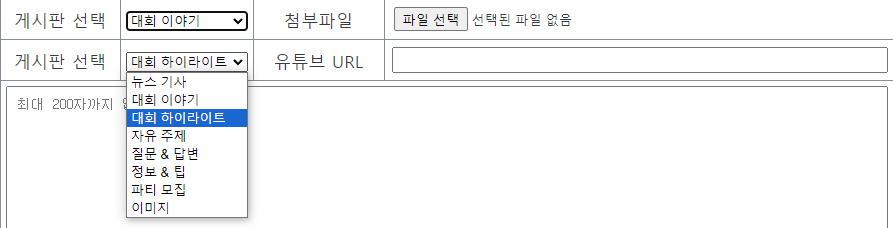 게시판 선택 대회 이야기 첨부파일 파일 선택 선택된 파일 없음
게시판 선택 대회 하이라이트 유튜브 URL
뉴스 기사
대회 이야기
대회 하이라이트
자유 주제
질문 & 답변
정보 & 팁
파티 모집
이미지
최대 200자까지